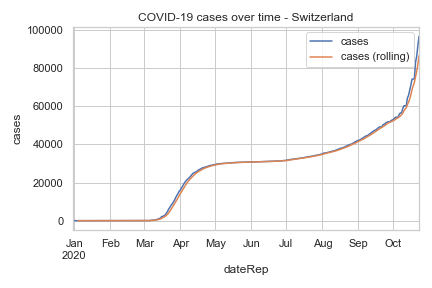 COVID-19 cases over time - Switzerland
cases
cases (rolling)
100000
80000
60000
40000
20000
0
cases
Jan Feb Mar Apr May Jun Jul Aug Sep Oct
2020
dateRep